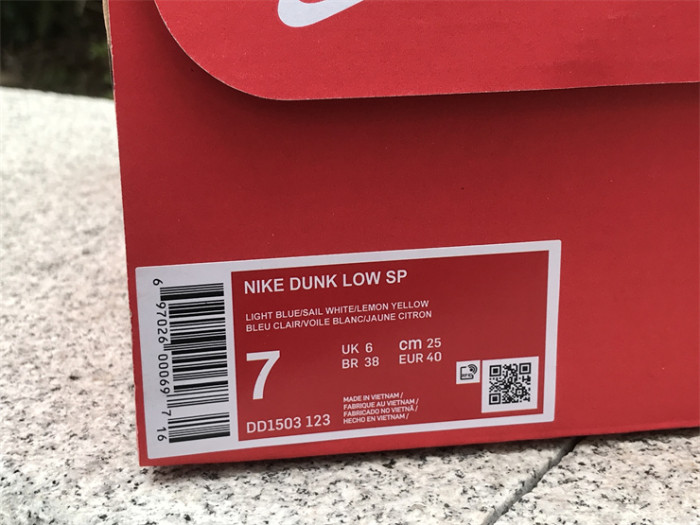 NIKE DUNK LOW SP
LIGHT BLUE/SAIL WHITE/LEMON YELLOW
BLEU CLAIR/VOILE BLANC/JAUNE CITRON
7
UK 6 cm 25
BR 38 EUR 40
DD1503 123
MADE IN VIETNAM /
FABRIQUE AU VIETNAM /
FABRICADO NO VIETNÃ /
HECHO EN VIETNAM /
6 97026 00069 7 16